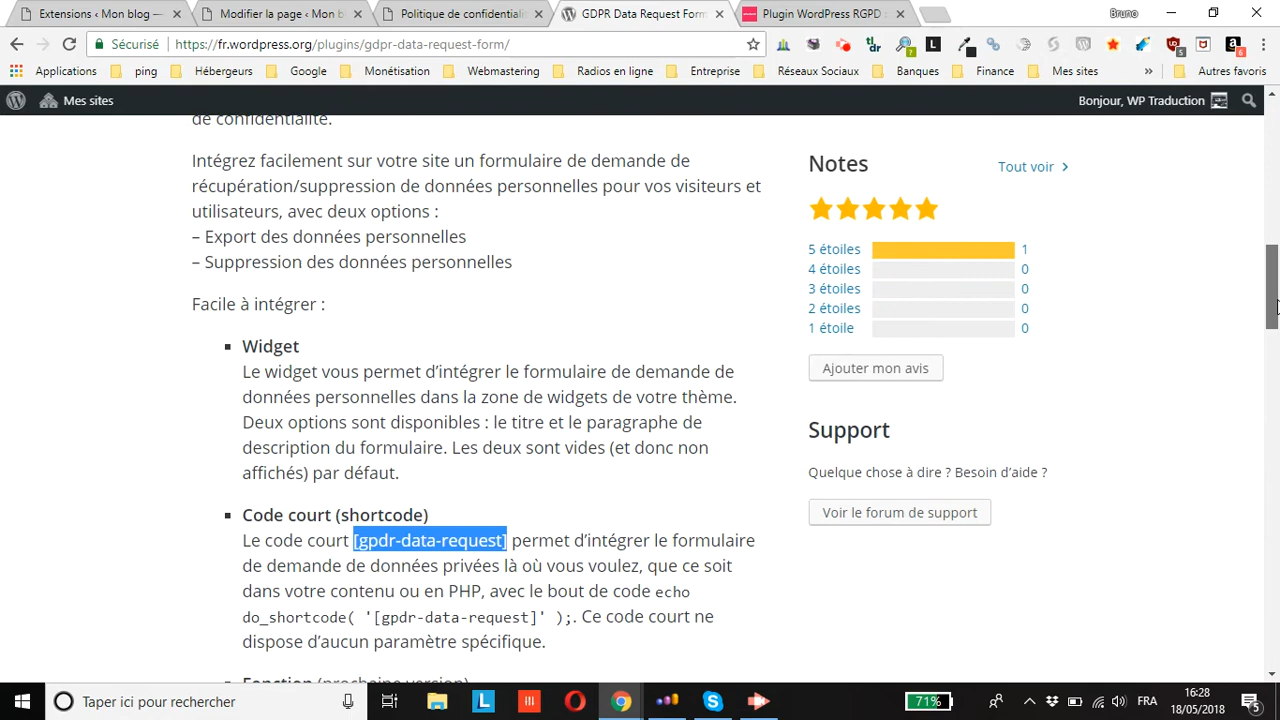 Extensions ‹ Mon blog —
Modifier la page ‹ Mon b
Politique de confidentiali
GDPR Data Request Form
Plugin WordPress RGPD
Bruno
Sécurisé
https://fr.wordpress.org/plugins/gdpr-data-request-form/
Applications
ping
Hébergeurs
Google
Monétisation
Webmastering
Radios en ligne
Entreprise
Réseaux Sociaux
Banques
Finance
Mes sites
»
Autres favoris
Mes sites
Bonjour, WP Traduction
de confidentialité.
Intégrez facilement sur votre site un formulaire de demande de
récupération/suppression de données personnelles pour vos visiteurs et
utilisateurs, avec deux options :
– Export des données personnelles
– Suppression des données personnelles
Facile à intégrer :
Widget
Le widget vous permet d’intégrer le formulaire de demande de
données personnelles dans la zone de widgets de votre thème.
Deux options sont disponibles : le titre et le paragraphe de
description du formulaire. Les deux sont vides (et donc non
affichés) par défaut.
Code court (shortcode)
Le code court [gpdr-data-request] permet d’intégrer le formulaire
de demande de données privées là où vous voulez, que ce soit
dans votre contenu ou en PHP, avec le bout de code echo
do_shortcode( '[gpdr-data-request]' );. Ce code court ne
dispose d’aucun paramètre spécifique.
Fonction (prochaine version)
Notes
Tout voir
5 étoiles 1
4 étoiles 0
3 étoiles 0
2 étoiles 0
1 étoile 0
Ajouter mon avis
Support
Quelque chose à dire ? Besoin d’aide ?
Voir le forum de support
Taper ici pour rechercher
71%
FRA
16:28
18/05/2018
5